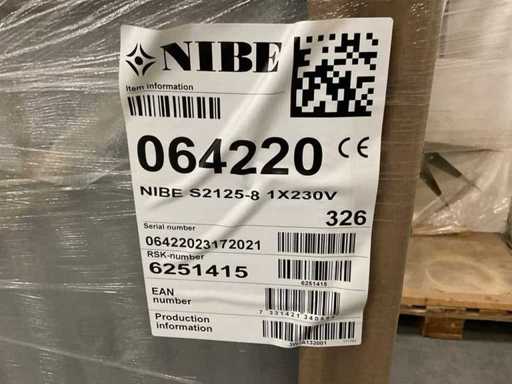 NIBE
Item information
064220 CE
NIBE S2125-8 1X230V
326
Serial number
06422023172021
RSK-number
6251415
6251415
EAN
number
Production
information